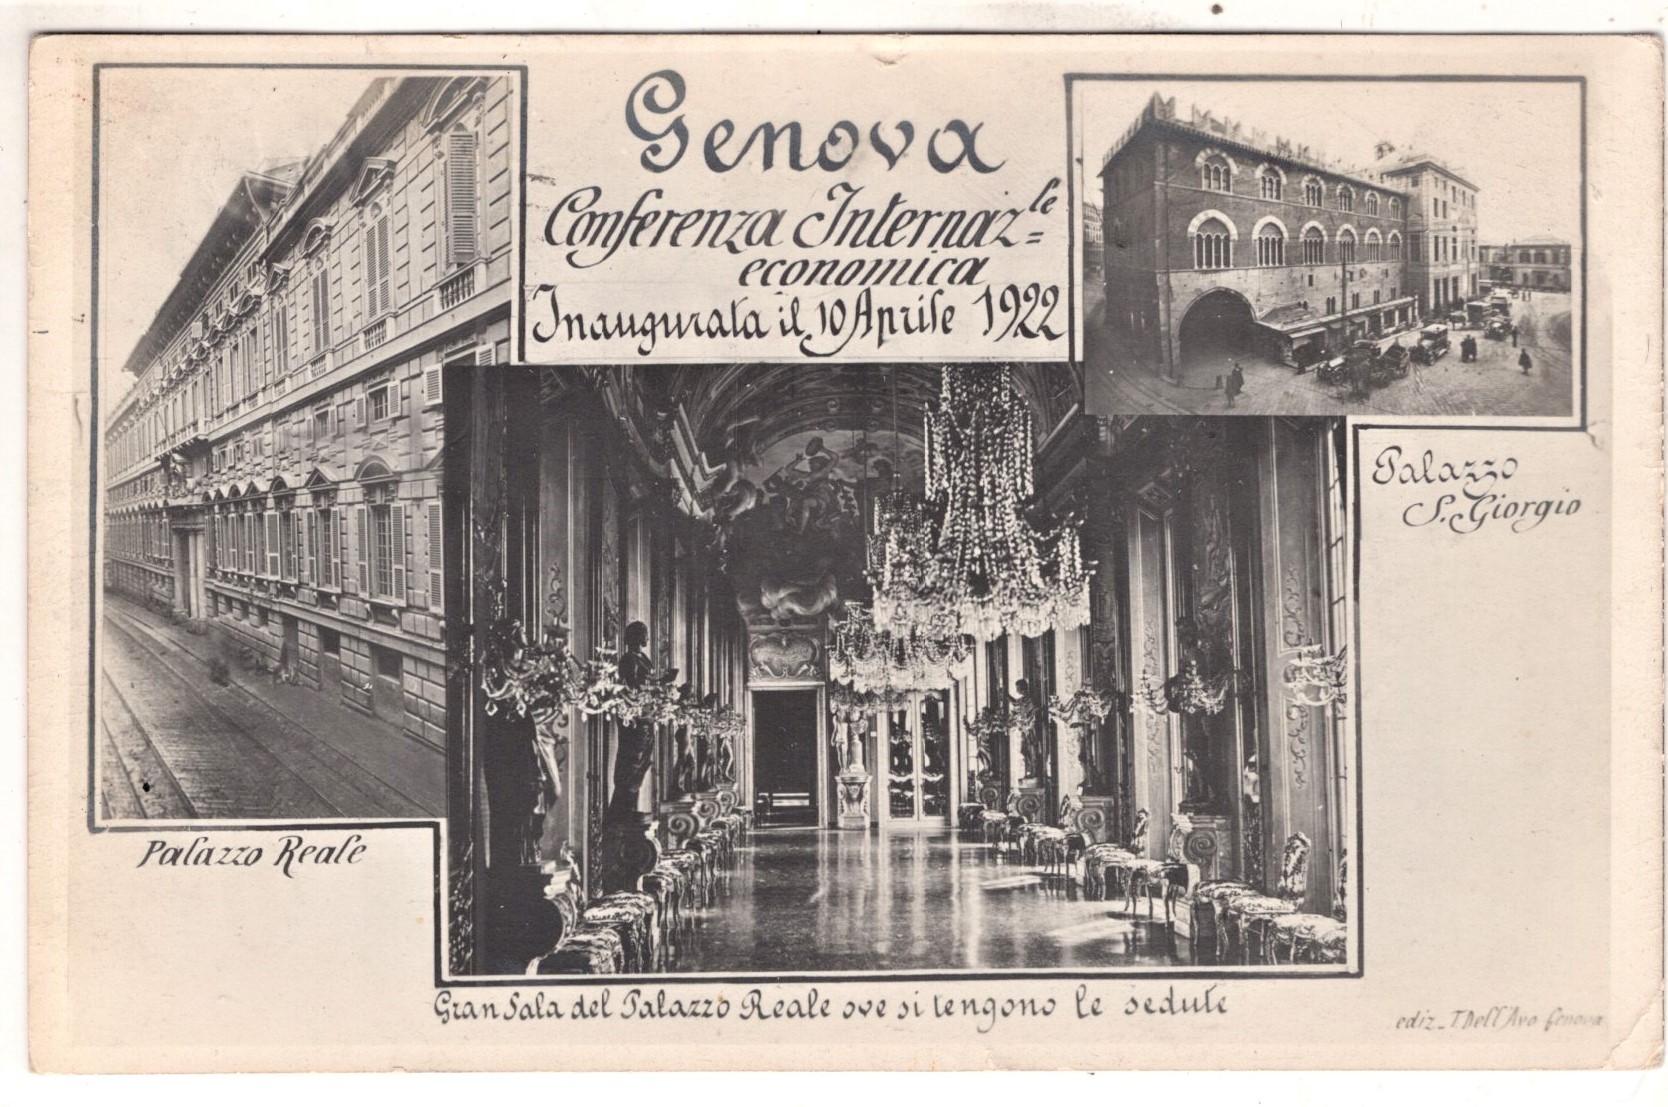 Genova
Conferenza Internaz.le=
economica
Inaugurata il 10 Aprile 1922
Palazzo
S. Giorgio
Palazzo Reale
Gran Sala del Palazzo Reale ove si tengono le sedute
ediz_ T. Dell'Avo Genova